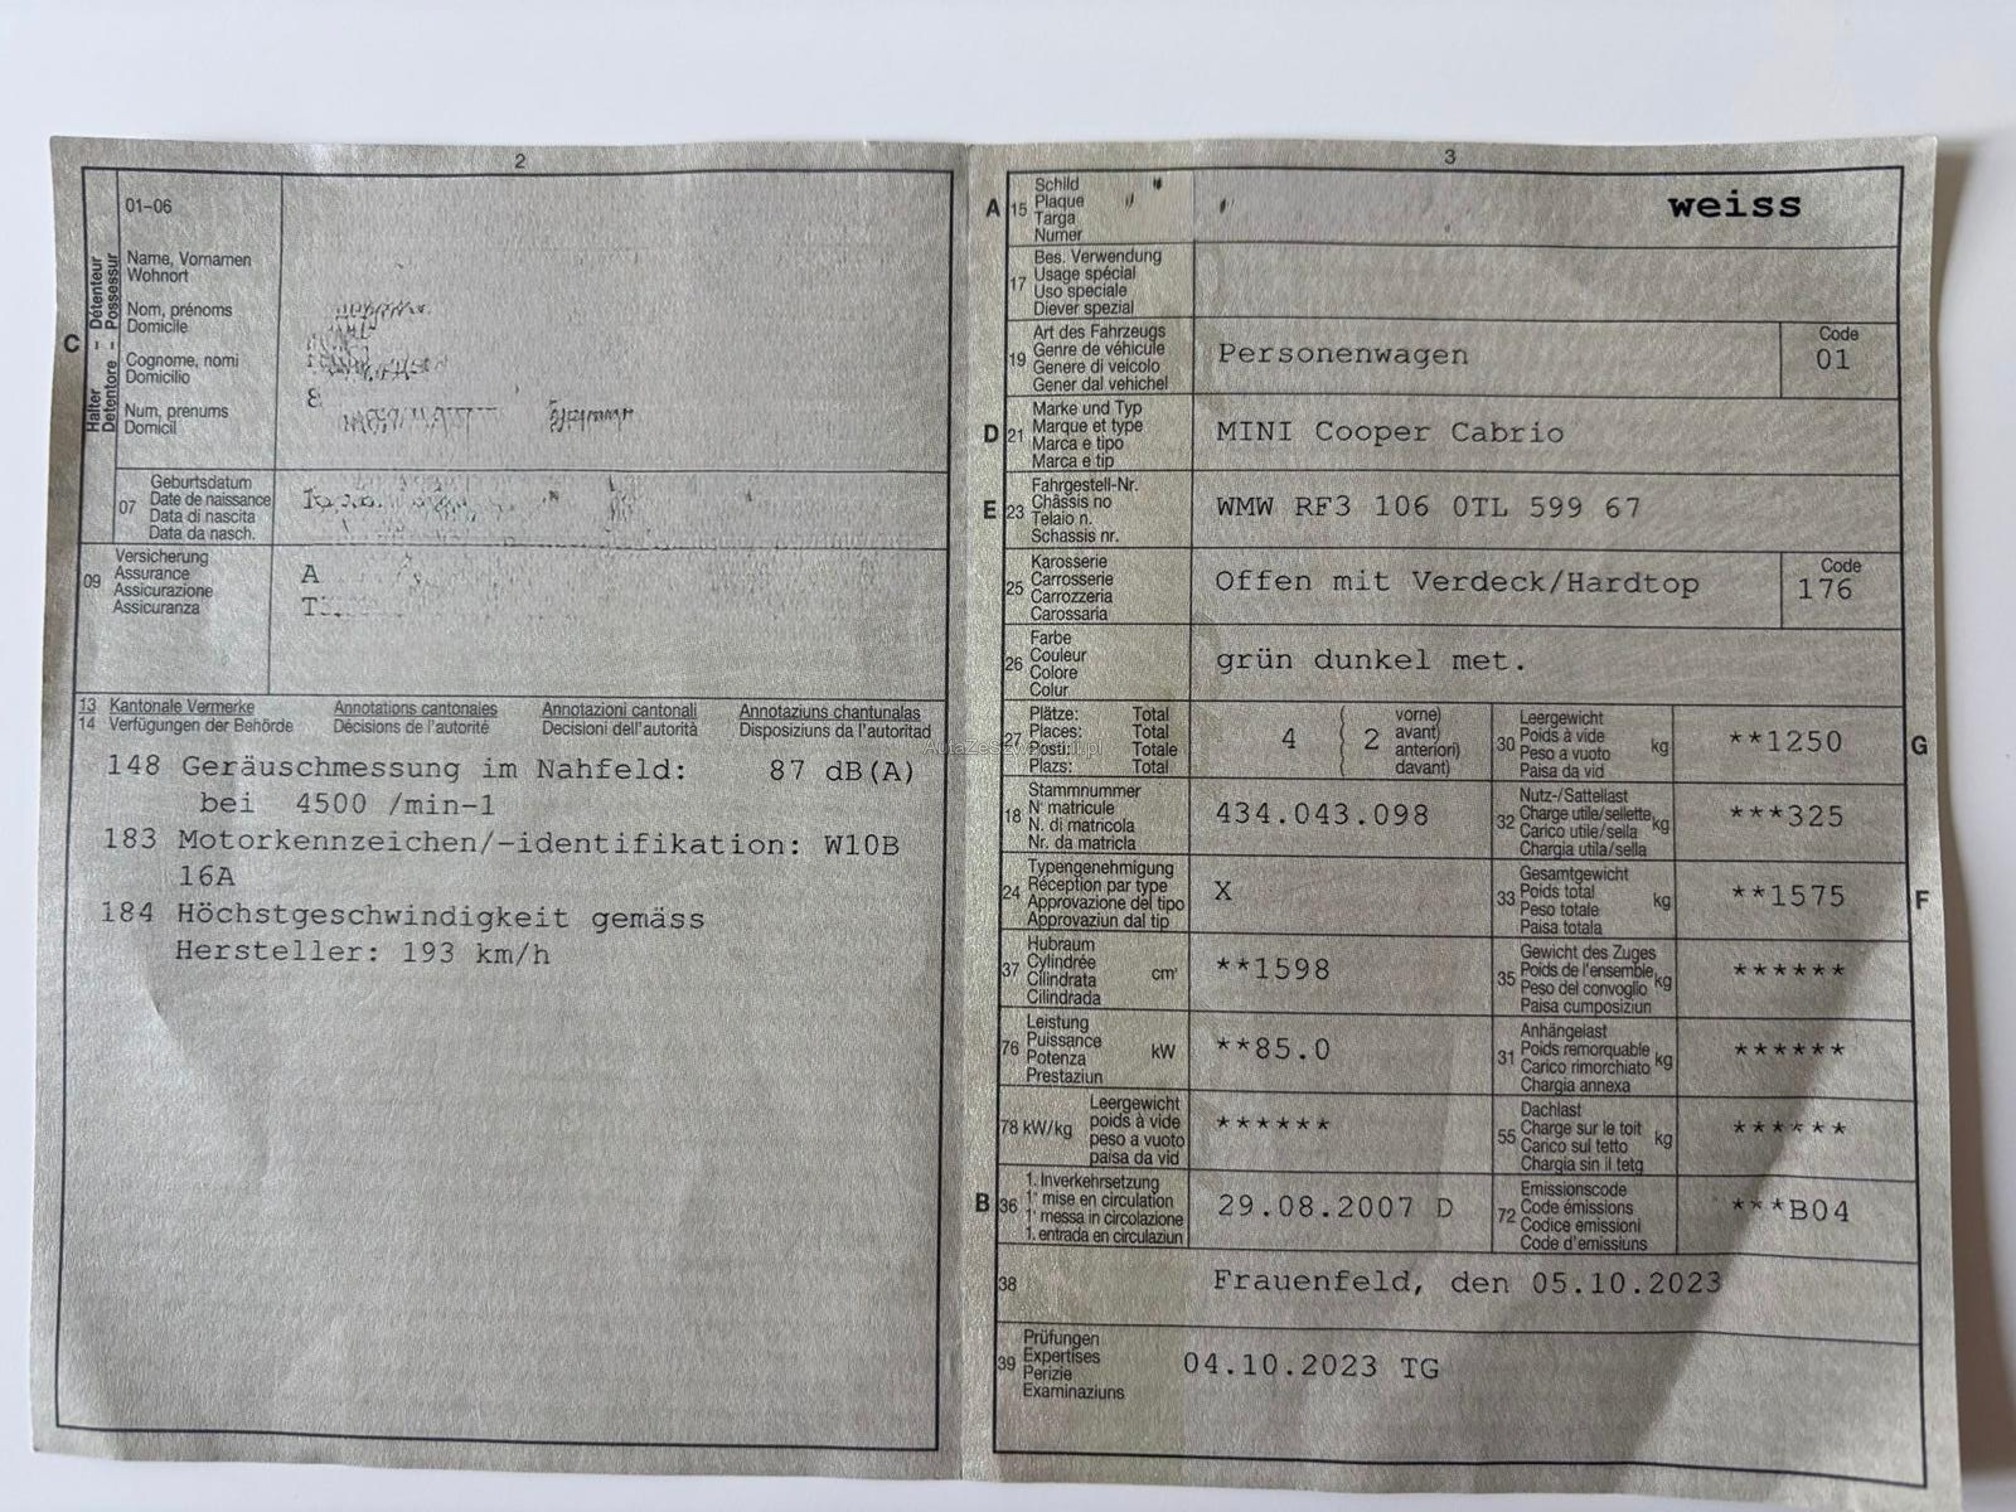 2
01-06
Name, Vornamen
Wohnort
Nom, prénoms
Domicile
Cognome, nomi
Domicilio
Num, prenums
Domicil
C
Halter - Détenteur
Detentore - Possessur
8
07
Geburtsdatum
Date de naissance
Data di nascita
Data da nasch.
09
Versicherung
Assurance
Assicurazione
Assicuranza
A
T
13 Kantonale Vermerke Annotations cantonales Annotazioni cantonali Annotaziuns chantunalas
14 Verfügungen der Behörde Décisions de l'autorité Decisioni dell'autorità Disposiziuns da l'autoritad
148 Geräuschmessung im Nahfeld: 87 dB(A)
bei 4500 /min-1
183 Motorkennzeichen/-identifikation: W10B
16A
184 Höchstgeschwindigkeit gemäss
Hersteller: 193 km/h
3
A 15
Schild
Plaque
Targa
Numer
weiss
17
Bes. Verwendung
Usage spécial
Uso speciale
Diever spezial
19
Art des Fahrzeugs
Genre de véhicule
Genere di veicolo
Gener dal vehichel
Personenwagen
Code
01
D 21
Marke und Typ
Marque et type
Marca e tipo
Marca e tip
MINI Cooper Cabrio
E 23
Fahrgestell-Nr.
Châssis no
Telaio n.
Schassis nr.
WMW RF3 106 0TL 599 67
25
Karosserie
Carrosserie
Carrozzeria
Carossaria
Offen mit Verdeck/Hardtop
Code
176
26
Farbe
Couleur
Colore
Colur
grün dunkel met.
27
Plätze: Total
Places: Total
Posti: Totale
Plazs: Total
4 ( 2
vorne)
avant)
anteriori)
davant)
30
Leergewicht
Poids à vide
Peso a vuoto
Paisa da vid
kg
**1250
G
18
Stammnummer
N° matricule
N. di matricola
Nr. da matricla
434.043.098
32
Nutz-/Sattellast
Charge utile/sellette
Carico utile/sella
Chargia utila/sella
kg
***325
24
Typengenehmigung
Réception par type
Approvazione del tipo
Approvaziun dal tip
X
33
Gesamtgewicht
Poids total
Peso totale
Paisa totala
kg
**1575
F
37
Hubraum
Cylindrée
Cilindrata
Cilindrada
cm³
**1598
35
Gewicht des Zuges
Poids de l'ensemble
Peso del convoglio
Paisa cumposiziun
kg
******
76
Leistung
Puissance
Potenza
Prestaziun
kW
**85.0
31
Anhängelast
Poids remorquable
Carico rimorchiato
Chargia annexa
kg
******
78 kW/kg
Leergewicht
poids à vide
peso a vuoto
paisa da vid
******
55
Dachlast
Charge sur le toit
Carico sul tetto
Chargia sin il tetg
kg
******
B 36
1. Inverkehrsetzung
1° mise en circulation
1° messa in circolazione
1. entrada en circulaziun
29.08.2007 D
72
Emissionscode
Code émissions
Codice emissioni
Code d'emissiuns
***B04
38
Frauenfeld, den 05.10.2023
39
Prüfungen
Expertises
Perizie
Examinaziuns
04.10.2023 TG